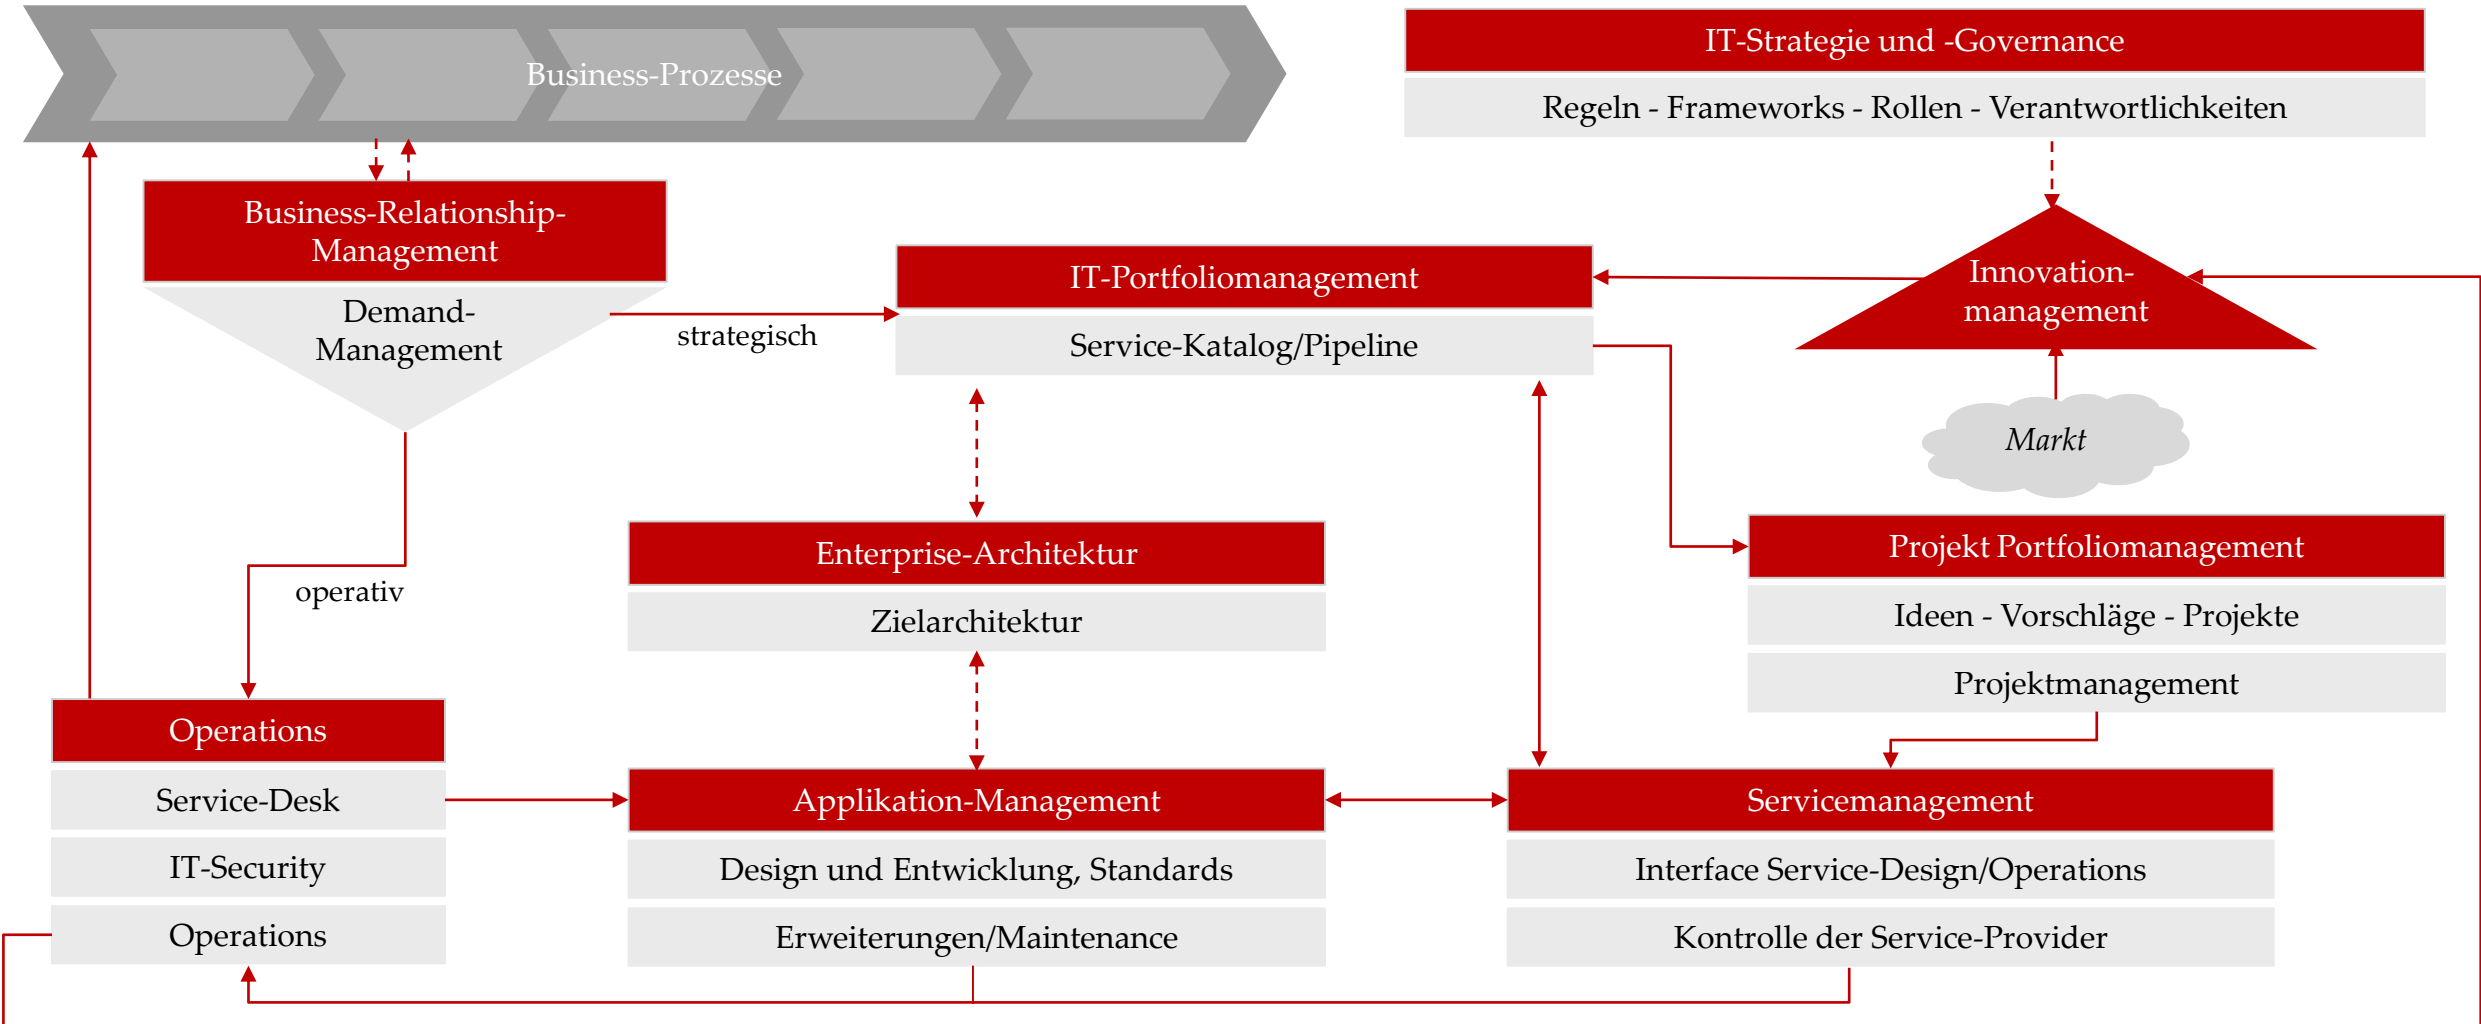 Business-Prozesse
IT-Strategie und -Governance
Regeln - Frameworks - Rollen - Verantwortlichkeiten
Business-Relationship-
Management
Demand-
Management
strategisch
IT-Portfoliomanagement
Service-Katalog/Pipeline
Innovation-
management
Markt
operativ
Enterprise-Architektur
Zielarchitektur
Projekt Portfoliomanagement
Ideen - Vorschläge - Projekte
Projektmanagement
Operations
Service-Desk
IT-Security
Operations
Applikation-Management
Design und Entwicklung, Standards
Erweiterungen/Maintenance
Servicemanagement
Interface Service-Design/Operations
Kontrolle der Service-Provider